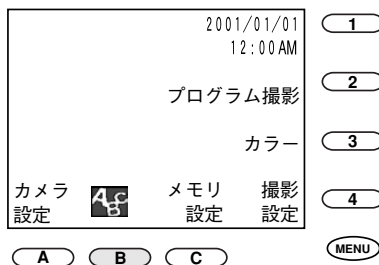 2001/01/01
12:00AM
プログラム撮影
カラー
カメラ
設定
ABC
メモリ
設定
撮影
設定
1
2
3
4
A
B
C
MENU